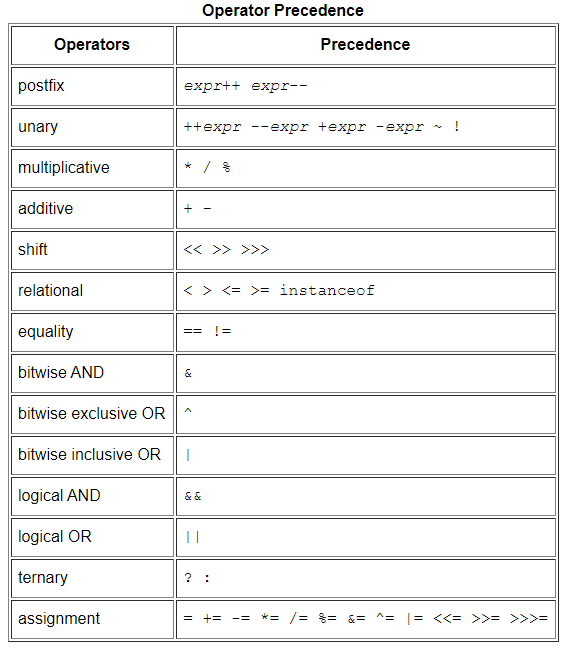 Operator Precedence
Operators Precedence
postfix expr++ expr--
unary ++expr --expr +expr -expr ~ !
multiplicative * / %
additive + -
shift << >> >>>
relational < > <= >= instanceof
equality == !=
bitwise AND &
bitwise exclusive OR ^
bitwise inclusive OR |
logical AND &&
logical OR ||
ternary ? :
assignment = += -= *= /= %= &= ^= |= <<= >>= >>>=